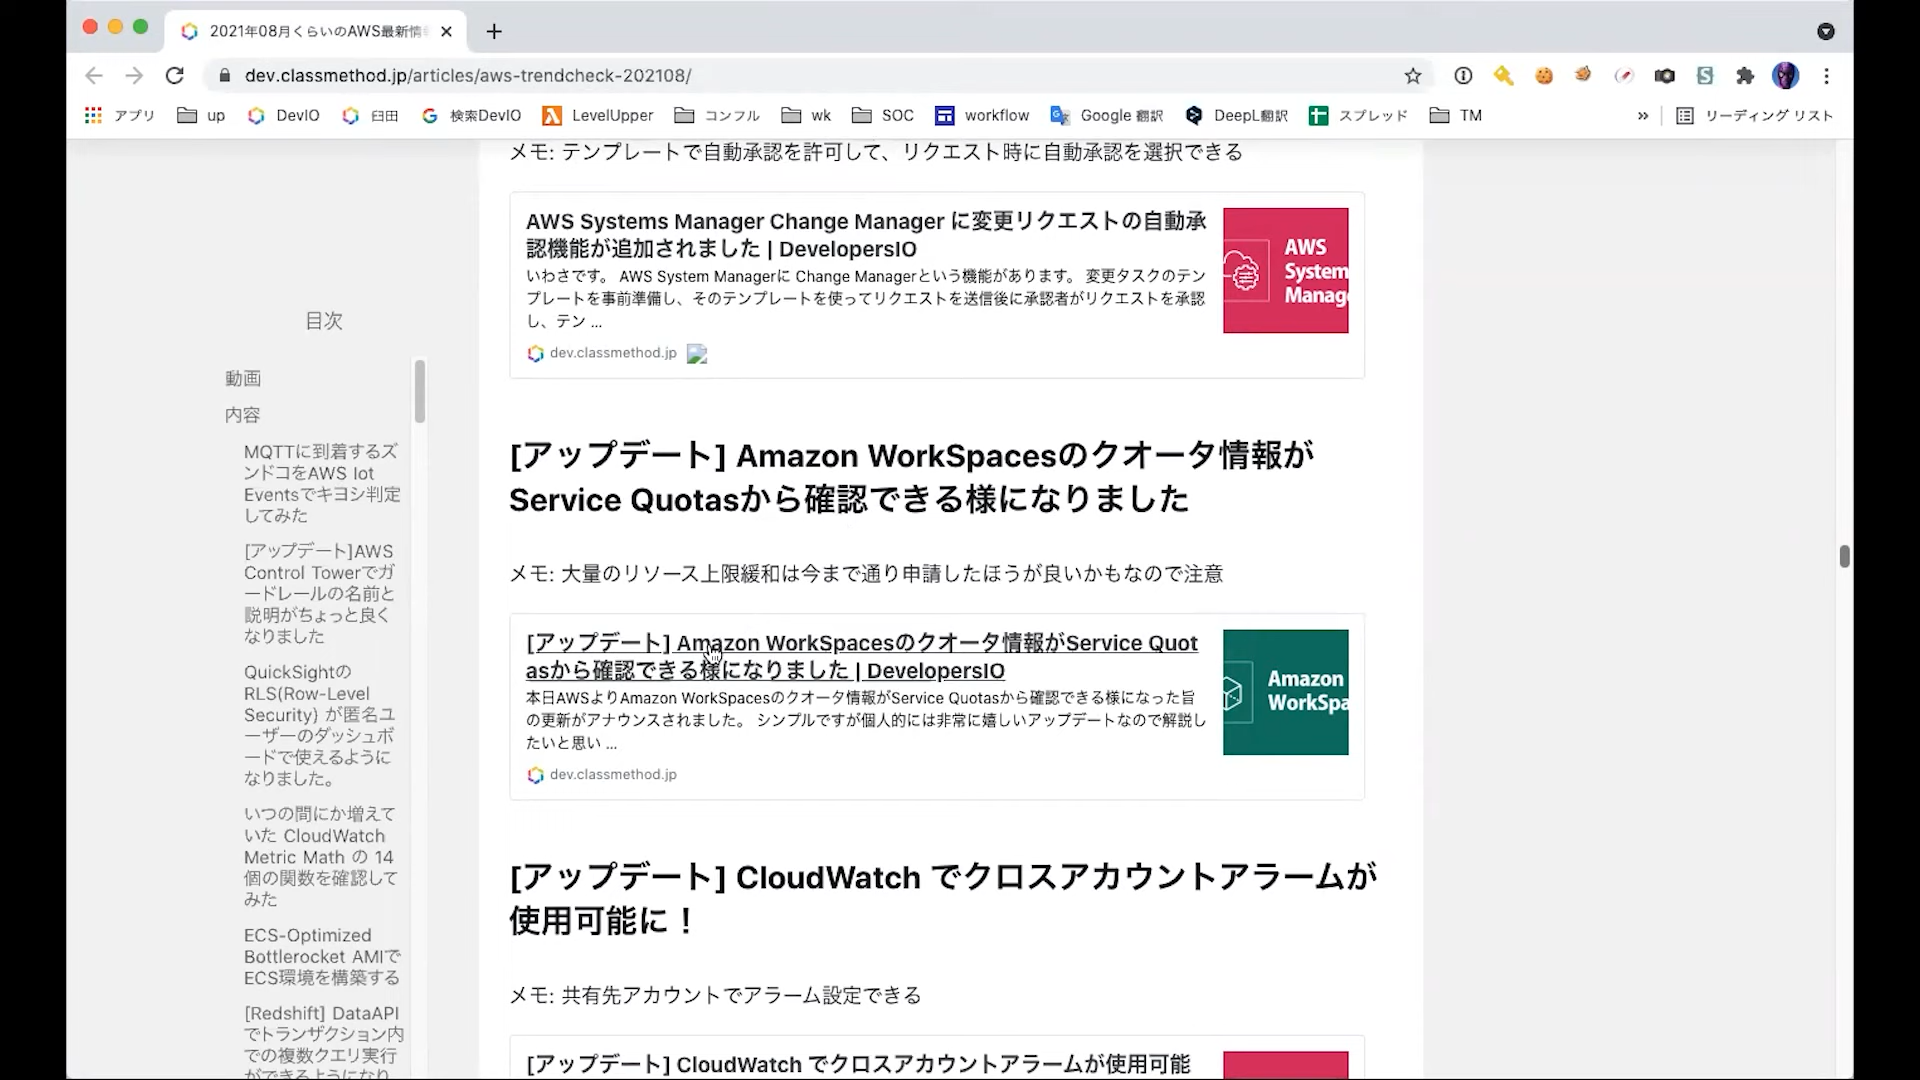 2021年08月くらいのAWS最新情
dev.classmethod.jp/articles/aws-trendcheck-202108/
アプリ up DevIO 臼田 検索DevIO LevelUpper コンフル wk SOC workflow Google 翻訳 DeepL翻訳 スプレッド TM » リーディング リスト
目次
動画
内容
MQTTに到着するズ
ンドコをAWS Iot
Eventsでキヨシ判定
してみた
[アップデート]AWS
Control Towerでガ
ードレールの名前と
説明がちょっと良く
なりました
QuickSightの
RLS(Row-Level
Security) が匿名ユ
ーザーのダッシュボ
ードで使えるように
なりました。
いつの間にか増えて
いた CloudWatch
Metric Math の 14
個の関数を確認して
みた
ECS-Optimized
Bottlerocket AMIで
ECS環境を構築する
[Redshift] DataAPI
でトランザクション内
での複数クエリ実行
ができるようになり
メモ: テンプレートで自動承認を許可して、リクエスト時に自動承認を選択できる
AWS Systems Manager Change Manager に変更リクエストの自動承
認機能が追加されました | DevelopersIO
いわさです。 AWS System Managerに Change Managerという機能があります。 変更タスクのテン
プレートを事前準備し、そのテンプレートを使ってリクエストを送信後に承認者がリクエストを承認
し、テン ...
dev.classmethod.jp
AWS
System
Manag
[アップデート] Amazon WorkSpacesのクオータ情報が
Service Quotasから確認できる様になりました
メモ: 大量のリソース上限緩和は今まで通り申請したほうが良いかもなので注意
[アップデート] Amazon WorkSpacesのクオータ情報がService Quot
asから確認できる様になりました | DevelopersIO
本日AWSよりAmazon WorkSpacesのクオータ情報がService Quotasから確認できる様になった旨
の更新がアナウンスされました。 シンプルですが個人的には非常に嬉しいアップデートなので解説し
たいと思い ...
dev.classmethod.jp
Amazon
WorkSpa
[アップデート] CloudWatch でクロスアカウントアラームが
使用可能に！
メモ: 共有先アカウントでアラーム設定できる
[アップデート] CloudWatch でクロスアカウントアラームが使用可能